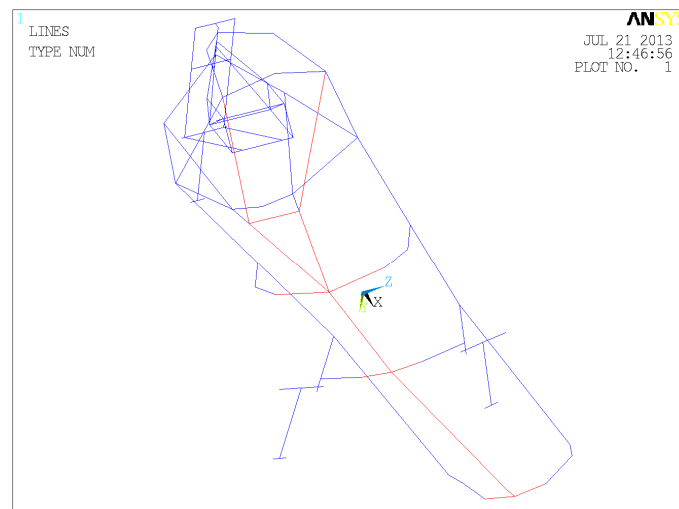 1
LINES
TYPE NUM
ANSYS
JUL 21 2013
12:46:56
PLOT NO. 1
Z
X